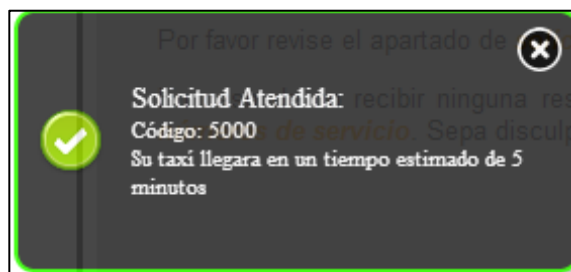 Por favor revise el apartado de
Solicitud Atendida:
recibir ninguna res
Código: 5000
de servicio. Sepa disculp
Su taxí llegara en un tiempo estimado de 5
minutos